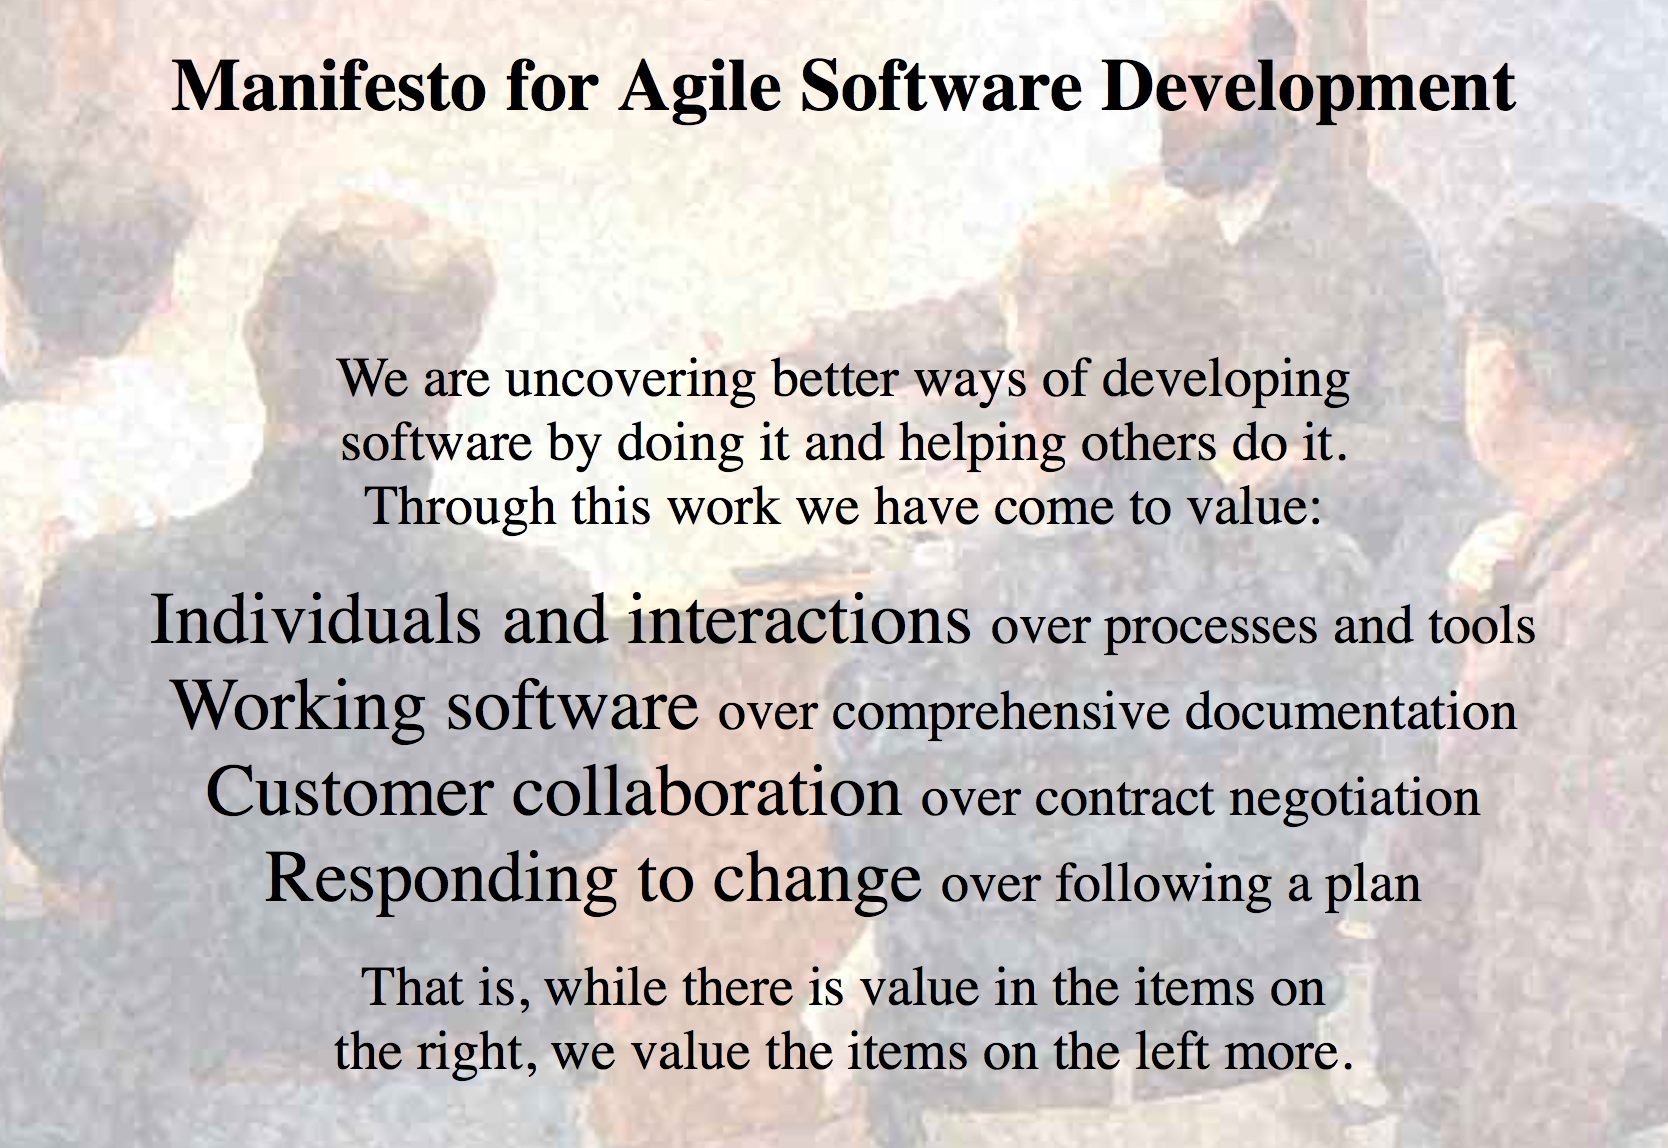 Manifesto for Agile Software Development
We are uncovering better ways of developing
software by doing it and helping others do it.
Through this work we have come to value:
Individuals and interactions over processes and tools
Working software over comprehensive documentation
Customer collaboration over contract negotiation
Responding to change over following a plan
That is, while there is value in the items on
the right, we value the items on the left more.